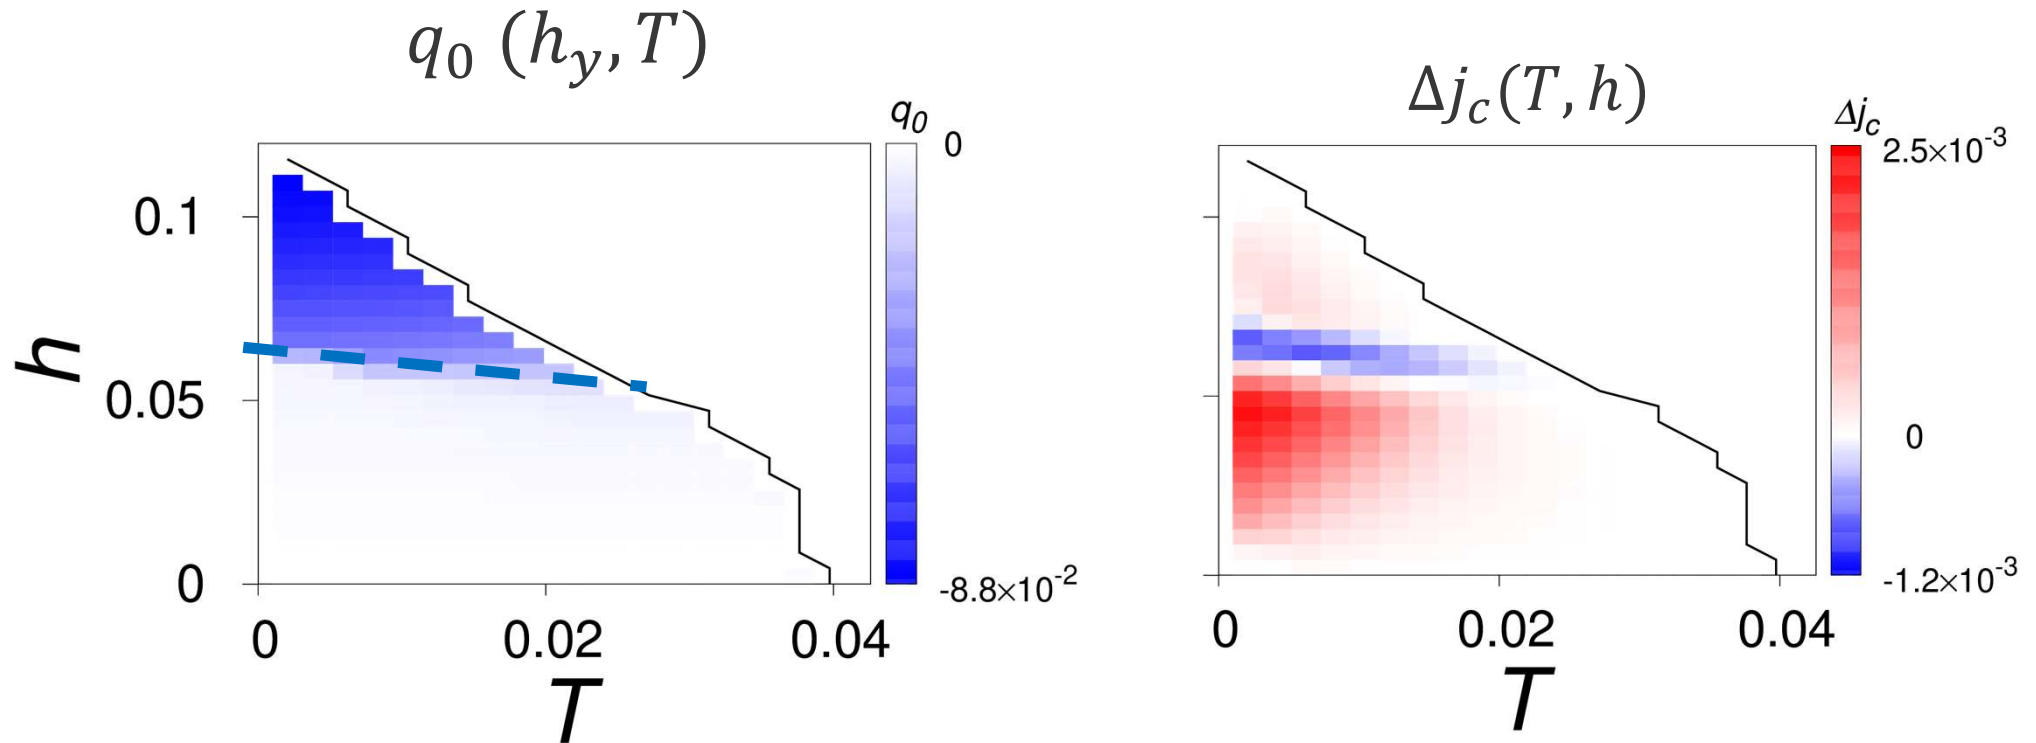 q₀ (h_y, T)
q₀
0
-8.8×10⁻²
h
0.1
0.05
0
0 0.02 0.04
T
Δj_c(T, h)
Δj_c
2.5×10⁻³
0
-1.2×10⁻³
0 0.02 0.04
T